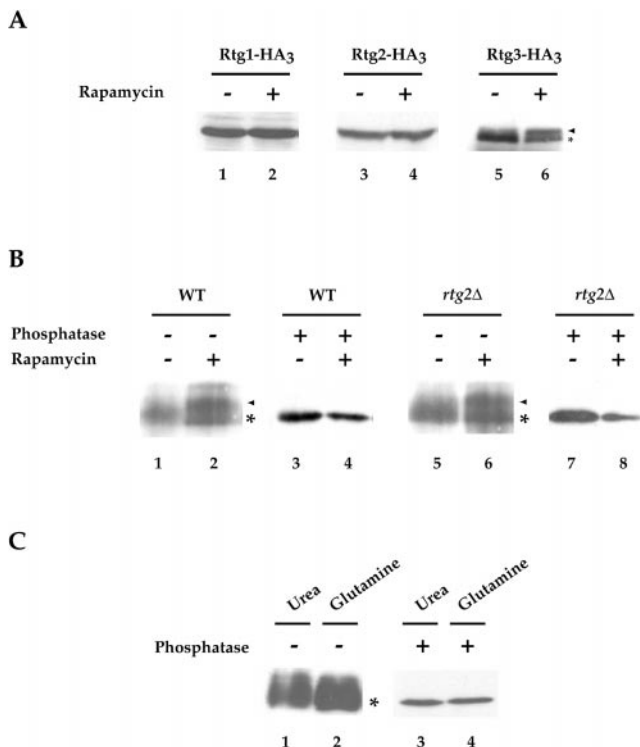 A
Rtg1-HA3 Rtg2-HA3 Rtg3-HA3
Rapamycin - + - + - +
*
1 2 3 4 5 6
B
WT WT rtg2Δ rtg2Δ
Phosphatase - - + + - - + +
Rapamycin - + - + - + - +
* *
1 2 3 4 5 6 7 8
C
Urea Glutamine Urea Glutamine
Phosphatase - - + +
*
1 2 3 4